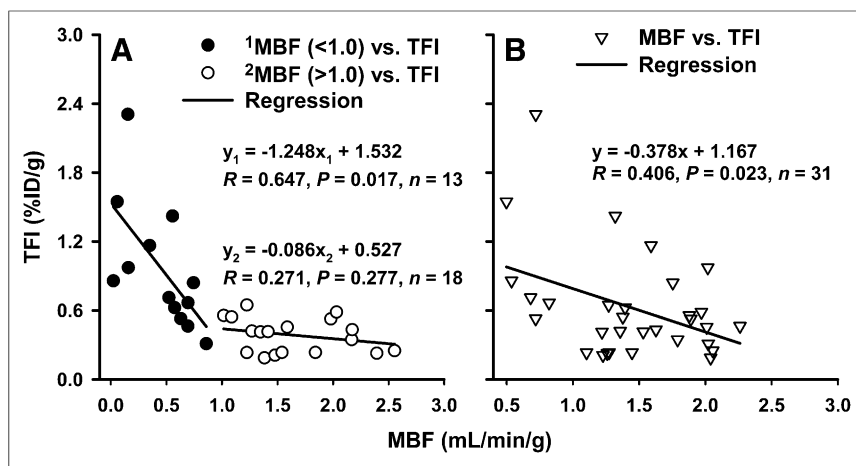 A
¹MBF (<1.0) vs. TFI
²MBF (>1.0) vs. TFI
Regression
y₁ = -1.248x₁ + 1.532
R = 0.647, P = 0.017, n = 13
y₂ = -0.086x₂ + 0.527
R = 0.271, P = 0.277, n = 18
B
MBF vs. TFI
Regression
y = -0.378x + 1.167
R = 0.406, P = 0.023, n = 31
TFI (%ID/g)
3.0
2.4
1.8
1.2
0.6
0.0
0.0 0.5 1.0 1.5 2.0 2.5 3.0
0.5 1.0 1.5 2.0 2.5 3.0
MBF (mL/min/g)